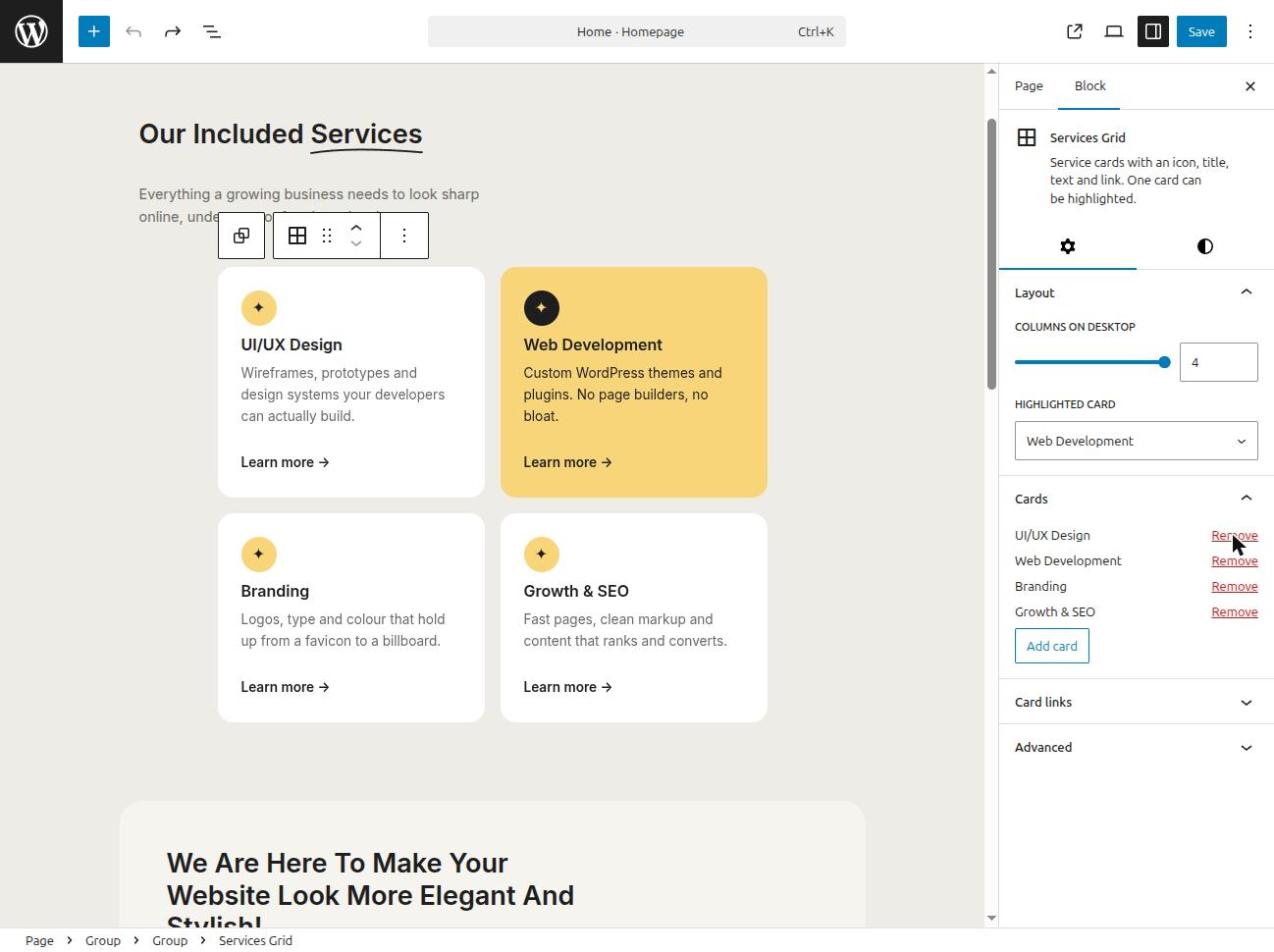 Home · Homepage Ctrl+K
Save
Our Included Services
Everything a growing business needs to look sharp
online,
UI/UX Design
Wireframes, prototypes and
design systems your developers
can actually build.
Learn more →
Web Development
Custom WordPress themes and
plugins. No page builders, no
bloat.
Learn more →
Branding
Logos, type and colour that hold
up from a favicon to a billboard.
Learn more →
Growth & SEO
Fast pages, clean markup and
content that ranks and converts.
Learn more →
We Are Here To Make Your
Website Look More Elegant And
Stylish!
Page Block
Services Grid
Service cards with an icon, title,
text and link. One card can
be highlighted.
Layout
COLUMNS ON DESKTOP
4
HIGHLIGHTED CARD
Web Development
Cards
UI/UX Design Remove
Web Development Remove
Branding Remove
Growth & SEO Remove
Add card
Card links
Advanced
Page > Group > Group > Services Grid